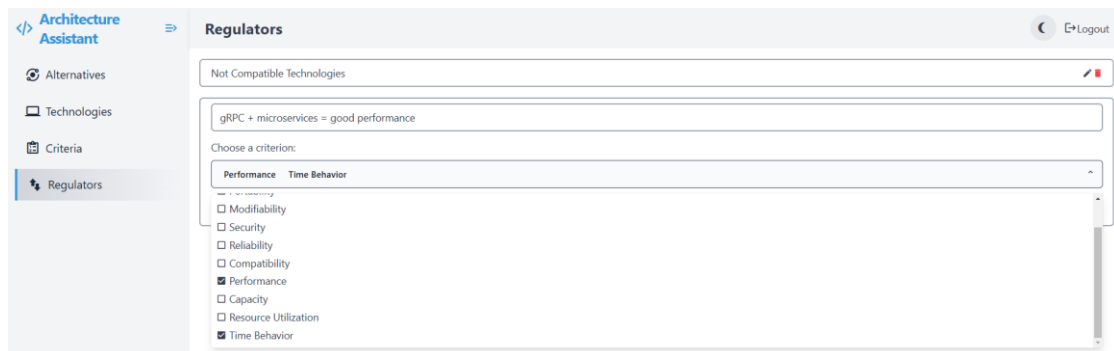 Architecture
Assistant
Alternatives
Technologies
Criteria
Regulators
Regulators
Logout
Not Compatible Technologies
gRPC + microservices = good performance
Choose a criterion:
Performance Time Behavior
Modifiability
Security
Reliability
Compatibility
Performance
Capacity
Resource Utilization
Time Behavior